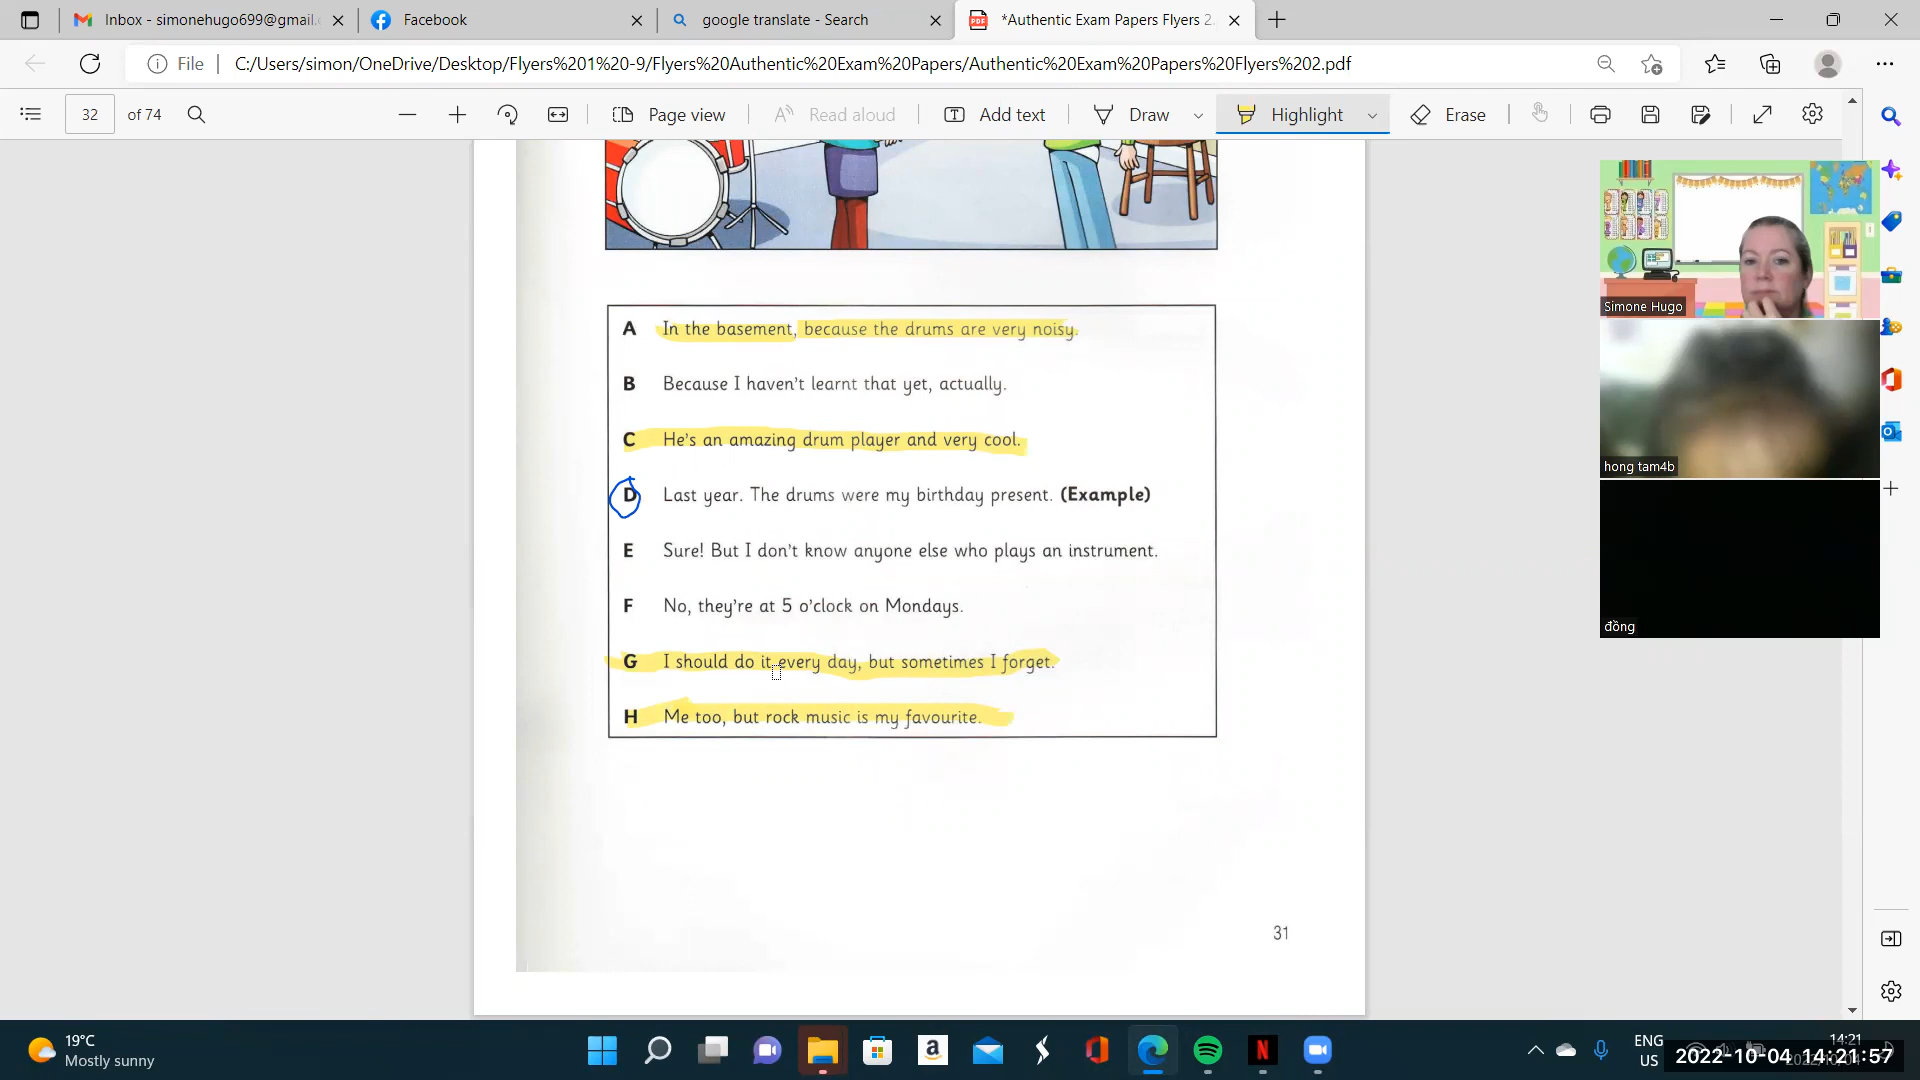 Inbox - simonehugo699@gmail.
Facebook
google translate - Search
*Authentic Exam Papers Flyers 2
File
C:/Users/simon/OneDrive/Desktop/Flyers%201%20-9/Flyers%20Authentic%20Exam%20Papers/Authentic%20Exam%20Papers%20Flyers%202.pdf
32 of 74
Page view
Read aloud
Add text
Draw
Highlight
Erase
Simone Hugo
A In the basement, because the drums are very noisy.
B Because I haven't learnt that yet, actually.
C He's an amazing drum player and very cool.
hong tam4b
D Last year. The drums were my birthday present. (Example)
E Sure! But I don't know anyone else who plays an instrument.
F No, they're at 5 o'clock on Mondays.
đồng
G I should do it every day, but sometimes I forget.
H Me too, but rock music is my favourite.
31
19°C
Mostly sunny
ENG
US
14:21
2022-10-04 14:21:57